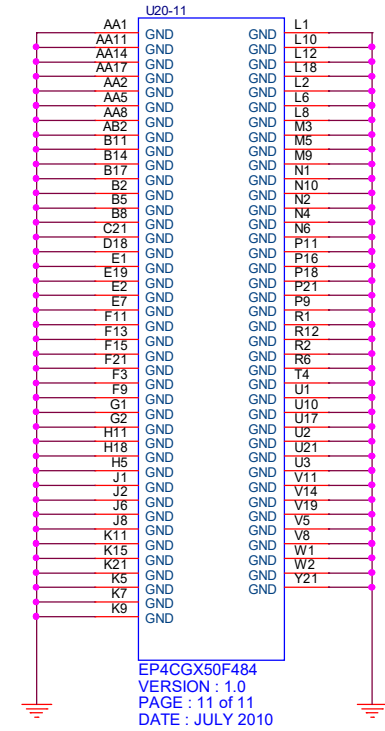 U20-11
AA1 GND GND L1
AA11 GND GND L10
AA14 GND GND L12
AA17 GND GND L18
AA2 GND GND L2
AA5 GND GND L6
AA8 GND GND L8
AB2 GND GND M3
B11 GND GND M5
B14 GND GND M9
B17 GND GND N1
B2 GND GND N10
B5 GND GND N2
B8 GND GND N4
C21 GND GND N6
D18 GND GND P11
E1 GND GND P16
E19 GND GND P18
E2 GND GND P21
E7 GND GND P9
F11 GND GND R1
F13 GND GND R12
F15 GND GND R2
F21 GND GND R6
F3 GND GND T4
F9 GND GND U1
G1 GND GND U10
G2 GND GND U17
H11 GND GND U2
H18 GND GND U21
H5 GND GND U3
J1 GND GND V11
J2 GND GND V14
J6 GND GND V19
J8 GND GND V5
K11 GND GND V8
K15 GND GND W1
K21 GND GND W2
K5 GND GND Y21
K7 GND
K9 GND
EP4CGX50F484
VERSION : 1.0
PAGE : 11 of 11
DATE : JULY 2010